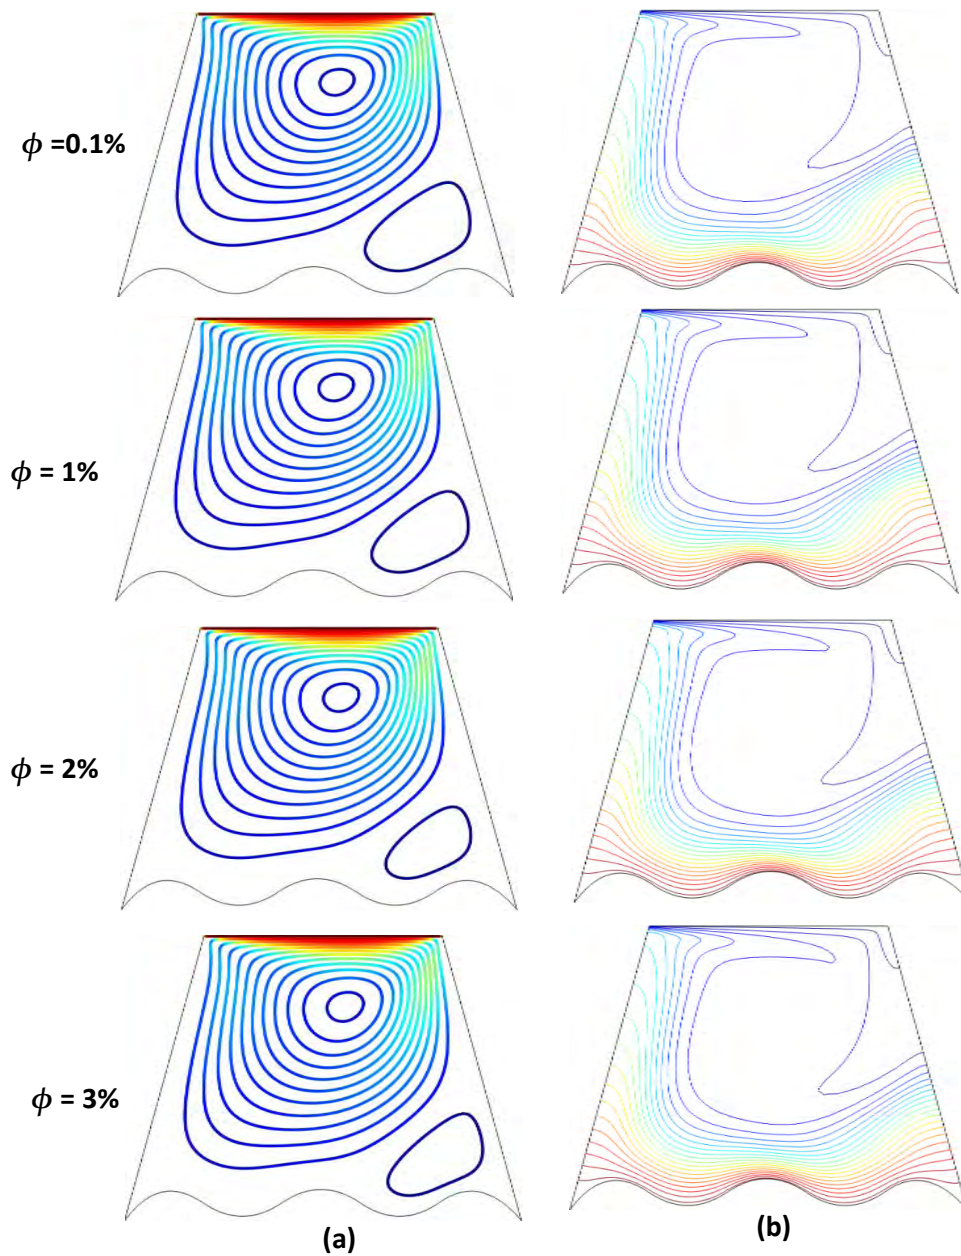 ϕ =0.1%
ϕ = 1%
ϕ = 2%
ϕ = 3%
(a)
(b)